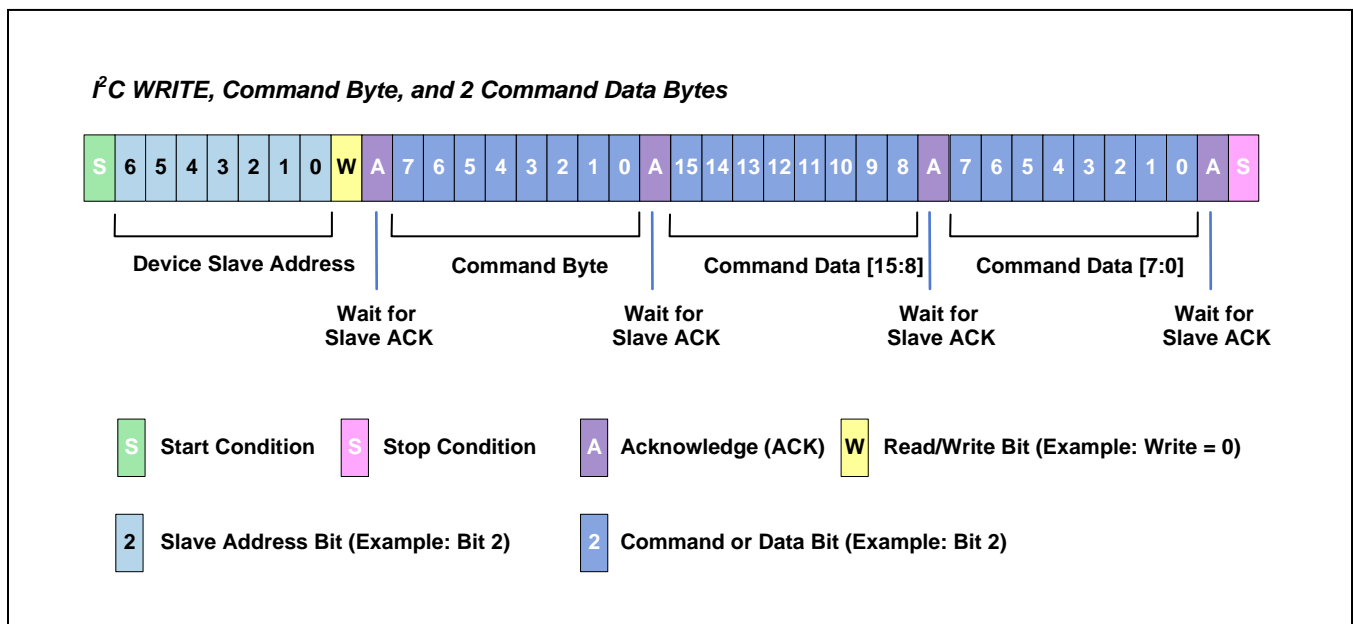 I²C WRITE, Command Byte, and 2 Command Data Bytes
S 6 5 4 3 2 1 0 W A 7 6 5 4 3 2 1 0 A 15 14 13 12 11 10 9 8 A 7 6 5 4 3 2 1 0 A S
Device Slave Address Command Byte Command Data [15:8] Command Data [7:0]
Wait for Wait for Wait for Wait for
Slave ACK Slave ACK Slave ACK Slave ACK
S Start Condition S Stop Condition A Acknowledge (ACK) W Read/Write Bit (Example: Write = 0)
2 Slave Address Bit (Example: Bit 2) 2 Command or Data Bit (Example: Bit 2)